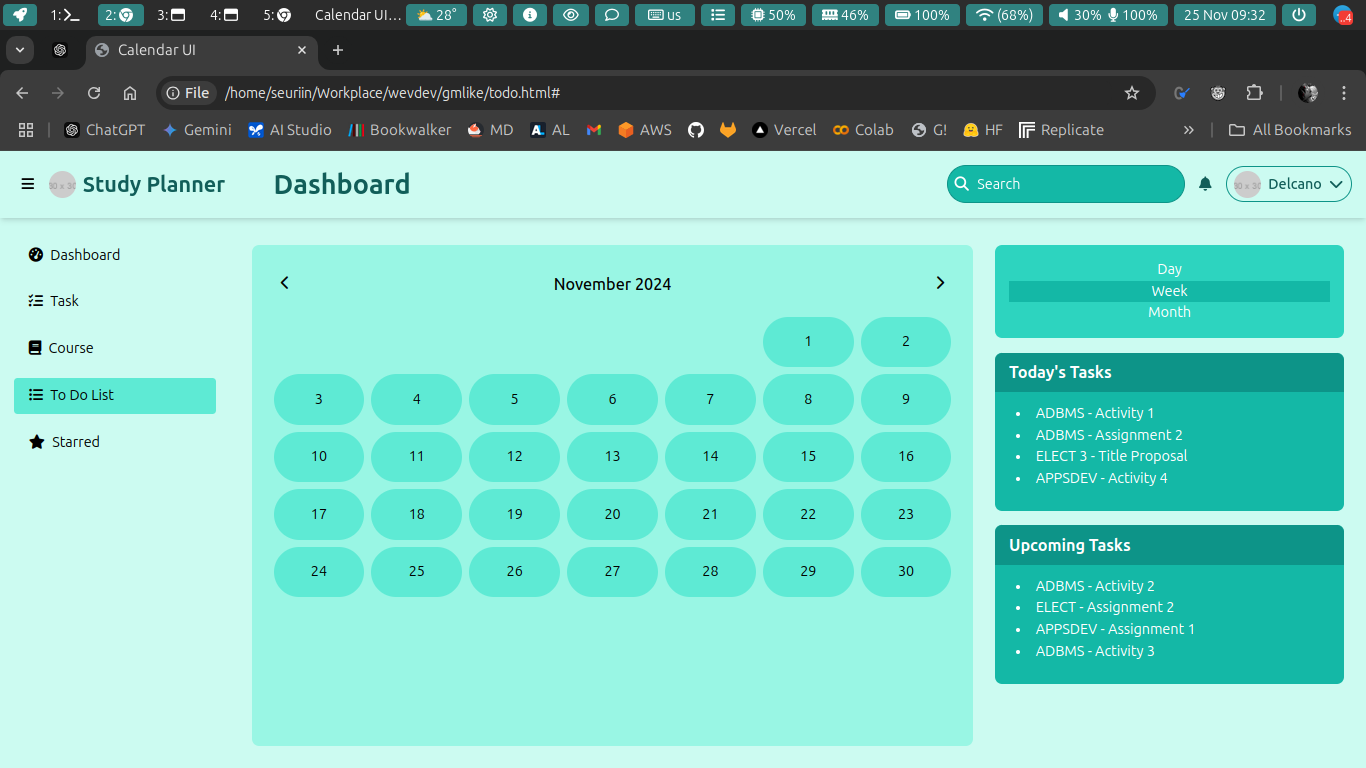 1: 2: 3: 4: 5: Calendar UI... 28° us 50% 46% 100% (68%) 30% 100% 25 Nov 09:32 4
Calendar UI
File /home/seuriin/Workplace/wevdev/gmlike/todo.html#
ChatGPT Gemini AI Studio Bookwalker MD AL AWS Vercel Colab G! HF Replicate All Bookmarks
Study Planner Dashboard Search Delcano
Dashboard
Task
Course
To Do List
Starred
November 2024
1 2
3 4 5 6 7 8 9
10 11 12 13 14 15 16
17 18 19 20 21 22 23
24 25 26 27 28 29 30
Day
Week
Month
Today's Tasks
• ADBMS - Activity 1
• ADBMS - Assignment 2
• ELECT 3 - Title Proposal
• APPSDEV - Activity 4
Upcoming Tasks
• ADBMS - Activity 2
• ELECT - Assignment 2
• APPSDEV - Assignment 1
• ADBMS - Activity 3